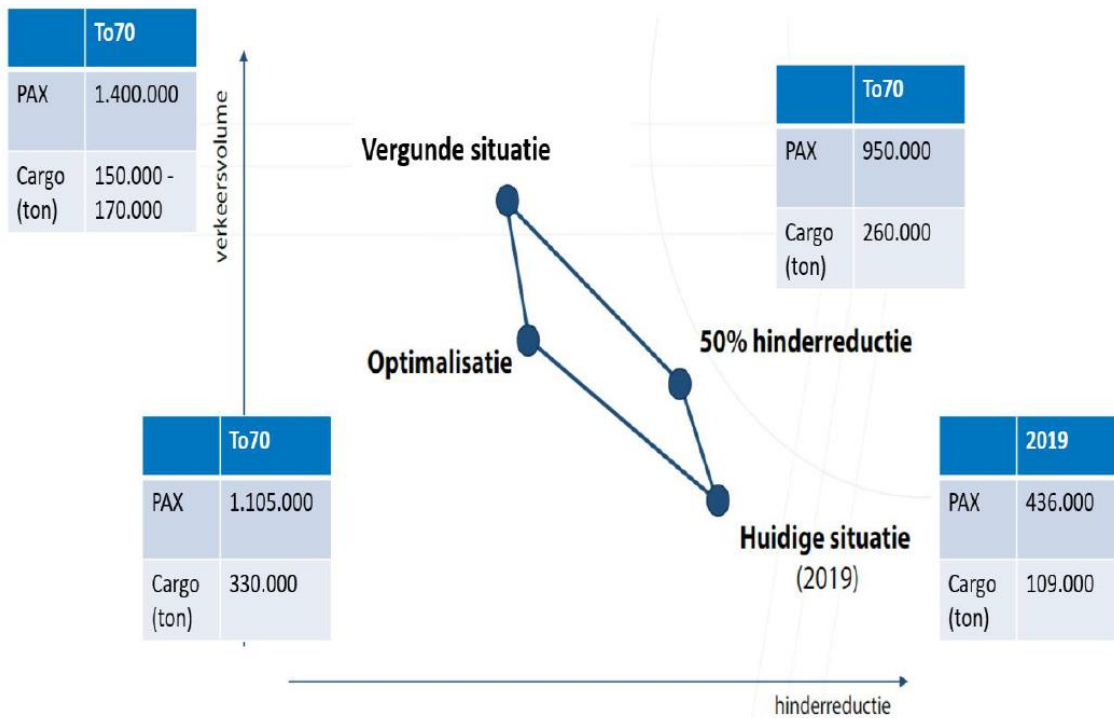 To70
PAX 1.400.000
Cargo (ton) 150.000 - 170.000
verkeersvolume
Vergunde situatie
To70
PAX 950.000
Cargo (ton) 260.000
50% hinderreductie
Optimalisatie
To70
PAX 1.105.000
Cargo (ton) 330.000
Huidige situatie
(2019)
2019
PAX 436.000
Cargo (ton) 109.000
hinderreductie